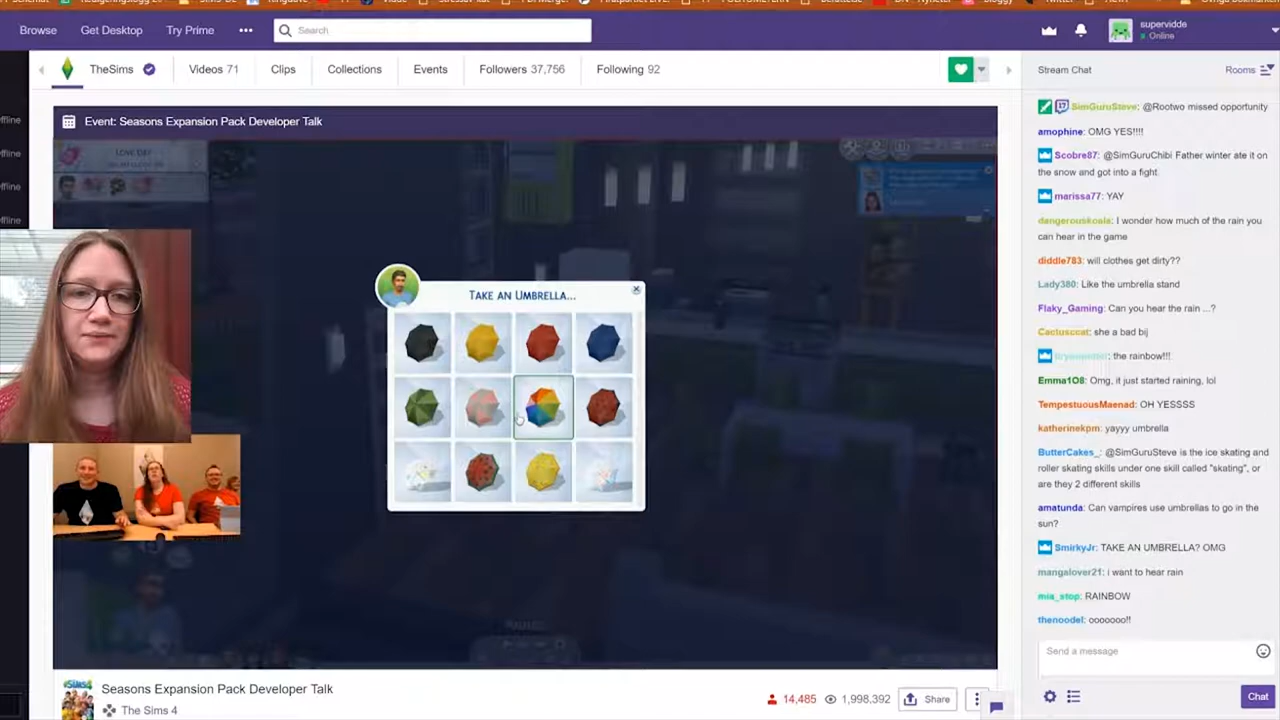 Browse
Get Desktop
Try Prime
Search
supervidde
Online
TheSims
Videos 71
Clips
Collections
Events
Followers 37,756
Following 92
Stream Chat
Rooms
Event: Seasons Expansion Pack Developer Talk
LOVE DAY
TAKE AN UMBRELLA...
SimGuruSteve: @Rootwo missed opportunity
amophine: OMG YES!!!!
Scobre87: @SimGuruChibi Father winter ate it on
the snow and got into a fight.
marissa77: YAY
dangerouskoala: I wonder how much of the rain you
can hear in the game
diddle783: will clothes get dirty??
Lady380: Like the umbrella stand
Flaky_Gaming: Can you hear the rain ...?
Cactusccat: she a bad bij
the rainbow!!!
Emma1O8: Omg, it just started raining, lol
TempestuousMaenad: OH YESSSS
katherinekpm: yayyy umbrella
ButterCakes_: @SimGuruSteve is the ice skating and
roller skating skills under one skill called "skating", or
are they 2 different skills
amatunda: Can vampires use umbrellas to go in the
sun?
SmirkyJr: TAKE AN UMBRELLA? OMG
mangalover21: i want to hear rain
mia_stop: RAINBOW
thenoodel: ooooooo!!
Send a message
Chat
Seasons Expansion Pack Developer Talk
The Sims 4
14,485
1,998,392
Share